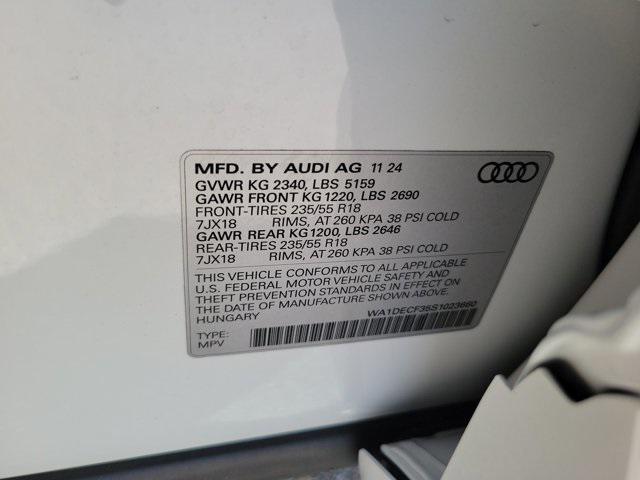 MFD. BY AUDI AG 11 24
GVWR KG 2340, LBS 5159
GAWR FRONT KG 1220, LBS 2690
FRONT-TIRES 235/55 R18
7JX18 RIMS, AT 260 KPA 38 PSI COLD
GAWR REAR KG 1200, LBS 2646
REAR-TIRES 235/55 R18
7JX18 RIMS, AT 260 KPA 38 PSI COLD
THIS VEHICLE CONFORMS TO ALL APPLICABLE
U.S. FEDERAL MOTOR VEHICLE SAFETY AND
THEFT PREVENTION STANDARDS IN EFFECT ON
THE DATE OF MANUFACTURE SHOWN ABOVE.
HUNGARY WA1DECF35S1023660
TYPE:
MPV